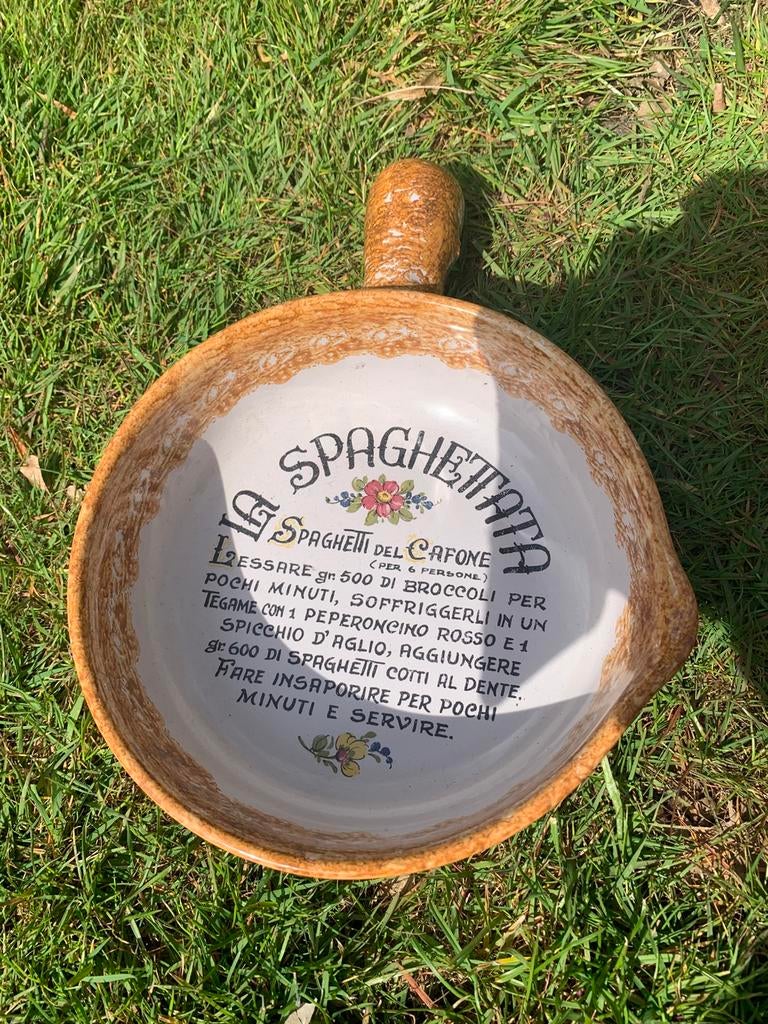 LA SPAGHETTATA
SPAGHETTI DEL CAFONE
(PER 6 PERSONE)
LESSARE gr. 500 DI BROCCOLI PER
POCHI MINUTI, SOFFRIGGERLI IN UN
TEGAME CON 1 PEPERONCINO ROSSO E 1
SPICCHIO D'AGLIO, AGGIUNGERE
gr. 600 DI SPAGHETTI COTTI AL DENTE.
FARE INSAPORIRE PER POCHI
MINUTI E SERVIRE.